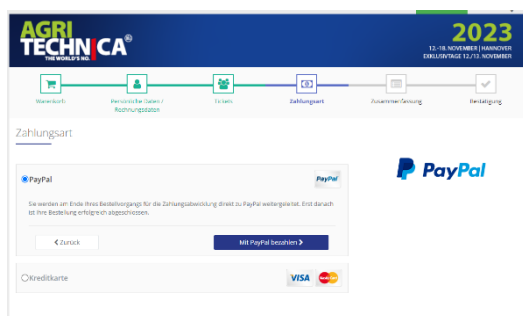 AGRI
TECHNICA®
THE WORLD'S NO. 1
2023
12.-18. NOVEMBER | HANNOVER
EXKLUSIVTAGE 12./13. NOVEMBER
Warenkorb
Persönliche Daten /
Rechnungsdaten
Tickets
Zahlungsart
Zusammenfassung
Bestätigung
Zahlungsart
PayPal
PayPal
PayPal
Sie werden am Ende Ihres Bestellvorgangs für die Zahlungsabwicklung direkt zu PayPal weitergeleitet. Erst danach
ist Ihre Bestellung erfolgreich abgeschlossen.
Zurück
Mit PayPal bezahlen
Kreditkarte
VISA
MasterCard